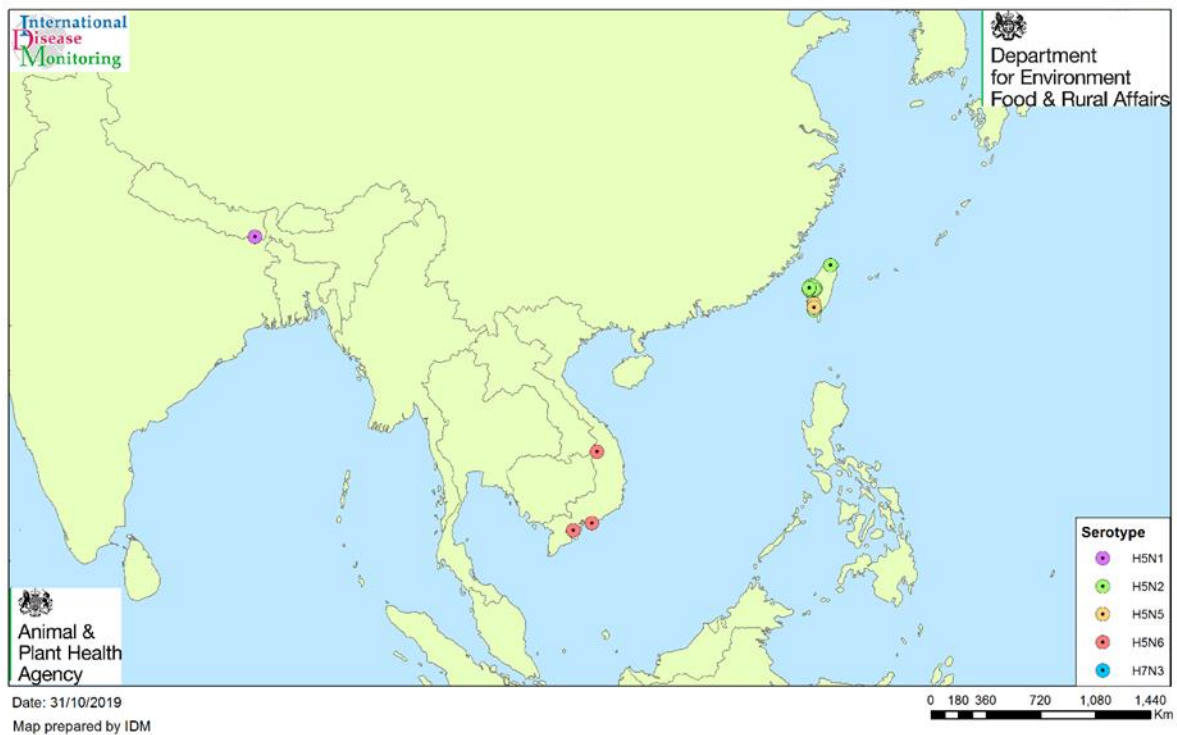 International
Disease
Monitoring
Department
for Environment
Food & Rural Affairs
Serotype
H5N1
H5N2
H5N5
H5N6
H7N3
Animal &
Plant Health
Agency
Date: 31/10/2019
Map prepared by IDM
0 180 360 720 1,080 1,440
Km